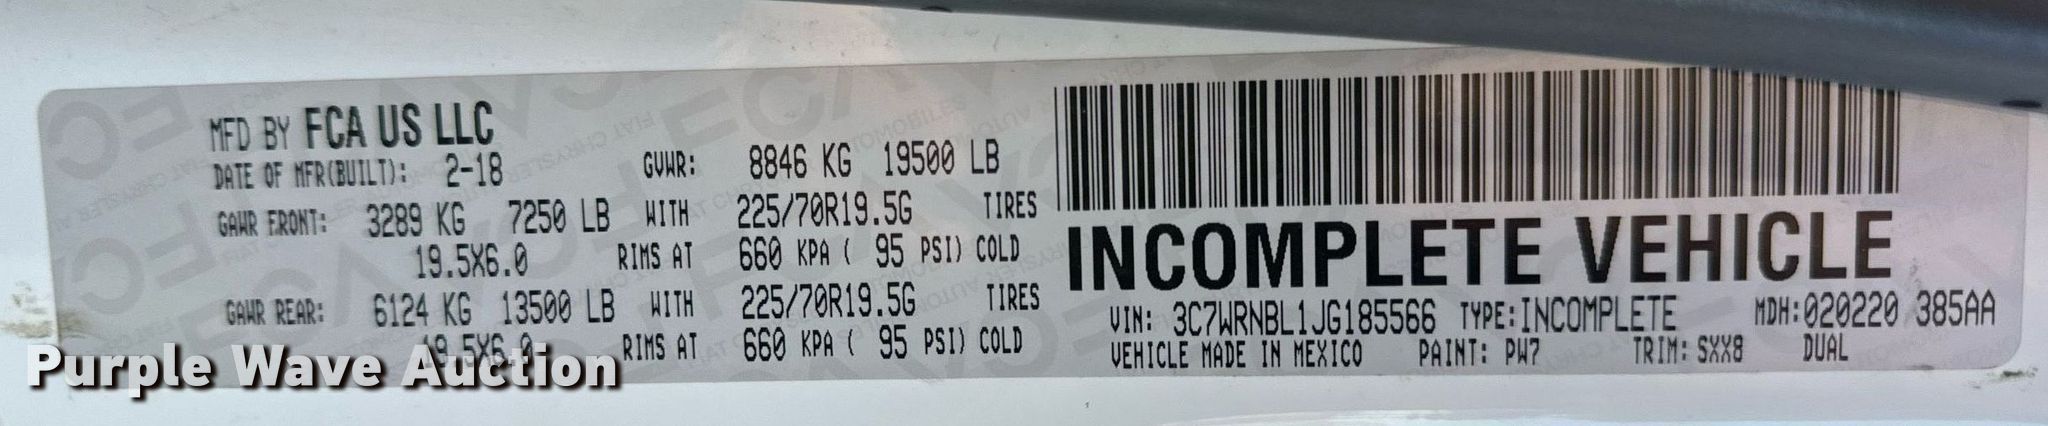 MFD BY FCA US LLC
DATE OF MFR(BUILT): 2-18 GVWR: 8846 KG 19500 LB
GAWR FRONT: 3289 KG 7250 LB WITH 225/70R19.5G TIRES
19.5X6.0 RIMS AT 660 KPA ( 95 PSI) COLD
GAWR REAR: 6124 KG 13500 LB WITH 225/70R19.5G TIRES
19.5X6.0 RIMS AT 660 KPA ( 95 PSI) COLD
INCOMPLETE VEHICLE
VIN: 3C7WRNBL1JG185566 TYPE:INCOMPLETE MDH:020220 385AA
VEHICLE MADE IN MEXICO PAINT: PW7 TRIM: SXX8 DUAL
Purple Wave Auction